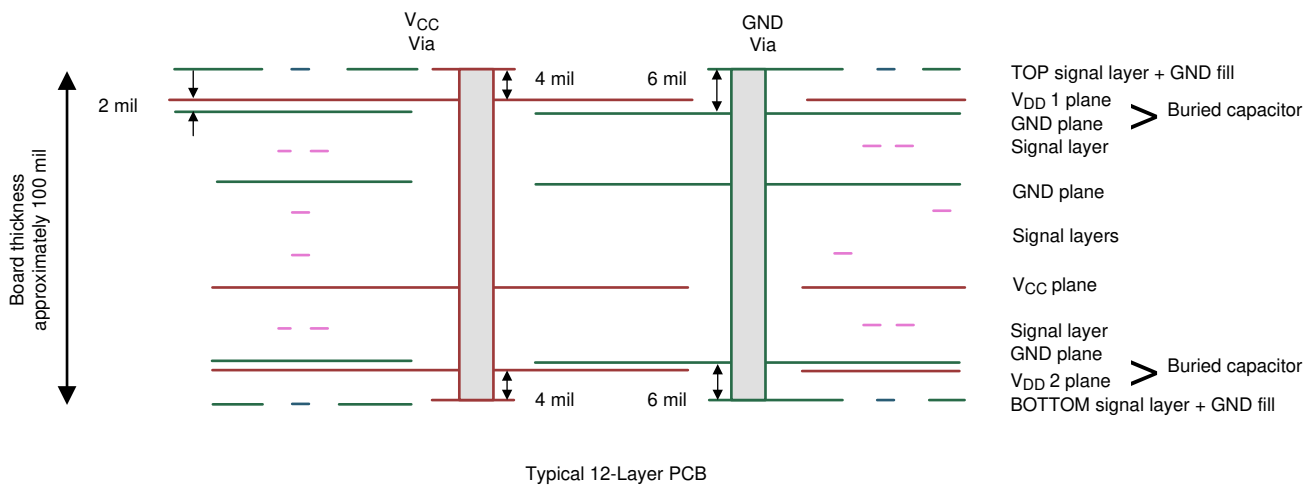 VCC
Via
GND
Via
4 mil
6 mil
2 mil
TOP signal layer + GND fill
VDD 1 plane
GND plane
> Buried capacitor
Signal layer
GND plane
Signal layers
VCC plane
Signal layer
GND plane
VDD 2 plane
> Buried capacitor
BOTTOM signal layer + GND fill
4 mil
6 mil
Board thickness
approximately 100 mil
Typical 12-Layer PCB